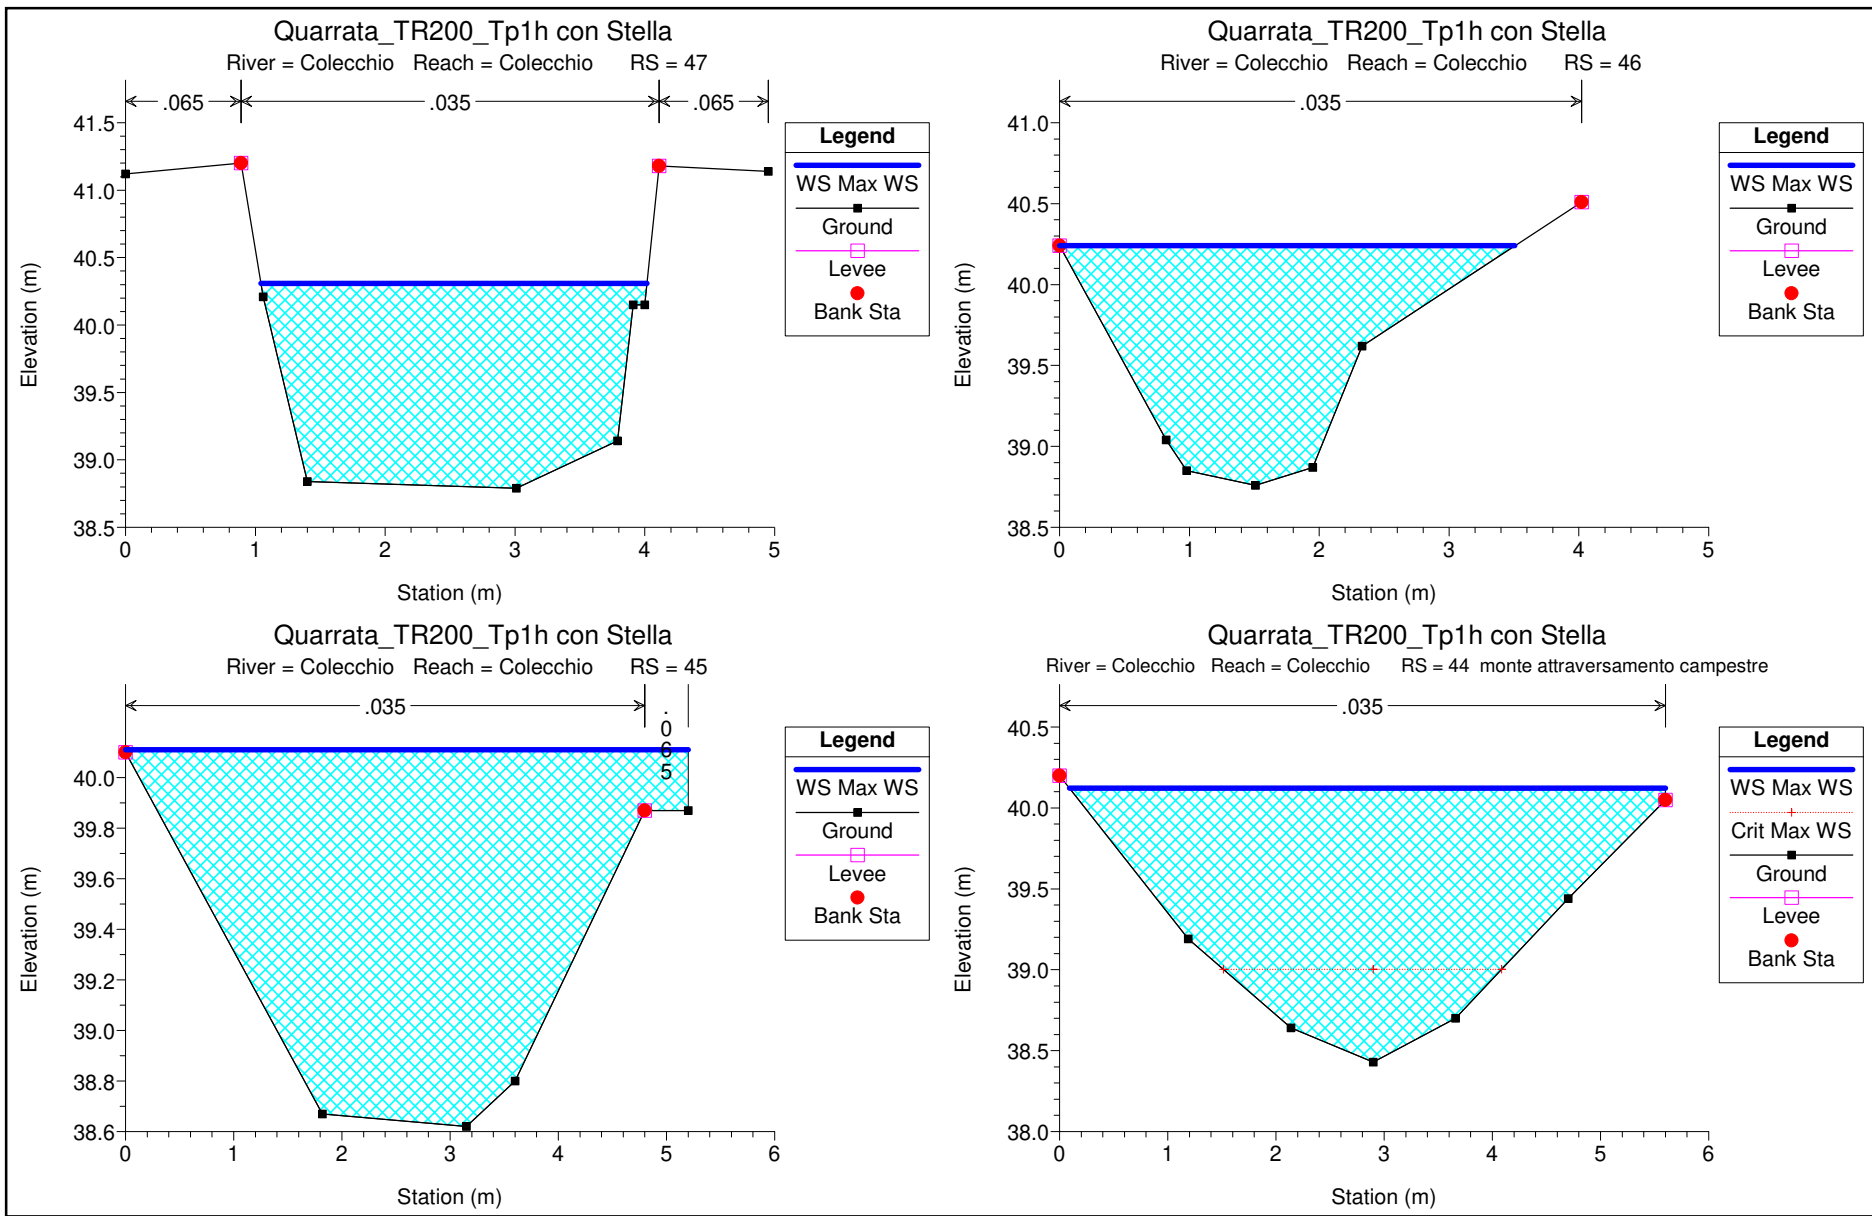 Quarrata_TR200_Tp1h con Stella
River = Colecchio Reach = Colecchio RS = 47
.065
.035
.065
41.5
41.0
40.5
40.0
39.5
39.0
38.5
0
1
2
3
4
5
Elevation (m)
Station (m)
Legend
WS Max WS
Ground
Levee
Bank Sta
Quarrata_TR200_Tp1h con Stella
River = Colecchio Reach = Colecchio RS = 46
.035
41.0
40.5
40.0
39.5
39.0
38.5
0
1
2
3
4
5
Elevation (m)
Station (m)
Legend
WS Max WS
Ground
Levee
Bank Sta
Quarrata_TR200_Tp1h con Stella
River = Colecchio Reach = Colecchio RS = 45
.035
.065
40.0
39.8
39.6
39.4
39.2
39.0
38.8
38.6
0
1
2
3
4
5
6
Elevation (m)
Station (m)
Legend
WS Max WS
Ground
Levee
Bank Sta
Quarrata_TR200_Tp1h con Stella
River = Colecchio Reach = Colecchio RS = 44 monte attraversamento campestre
.035
40.5
40.0
39.5
39.0
38.5
38.0
0
1
2
3
4
5
6
Elevation (m)
Station (m)
Legend
WS Max WS
Crit Max WS
Ground
Levee
Bank Sta